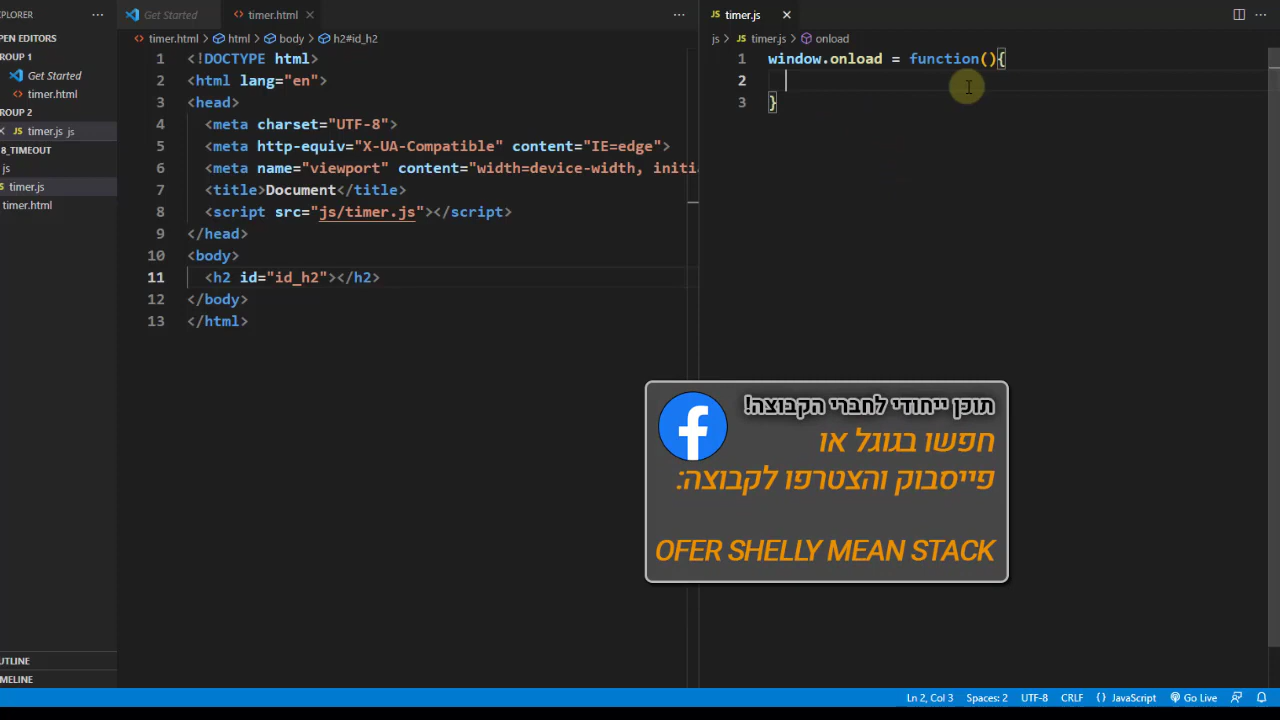 XPLORER
PEN EDITORS
ROUP 1
Get Started
timer.html
ROUP 2
timer.js js
8_TIMEOUT
js
timer.js
timer.html
UTLINE
IMELINE
Get Started
timer.html
timer.html > html > body > h2#id_h2
1 <!DOCTYPE html>
2 <html lang="en">
3 <head>
4 <meta charset="UTF-8">
5 <meta http-equiv="X-UA-Compatible" content="IE=edge">
6 <meta name="viewport" content="width=device-width, initi
7 <title>Document</title>
8 <script src="js/timer.js"></script>
9 </head>
10 <body>
11 <h2 id="id_h2"></h2>
12 </body>
13 </html>
timer.js
js > timer.js > onload
1 window.onload = function(){
2
3 }
תוכן ייחודי לחברי הקבוצה!
חפשו בגוגל או
פייסבוק והצטרפו לקבוצה:
OFER SHELLY MEAN STACK
Ln 2, Col 3 Spaces: 2 UTF-8 CRLF {} JavaScript Go Live